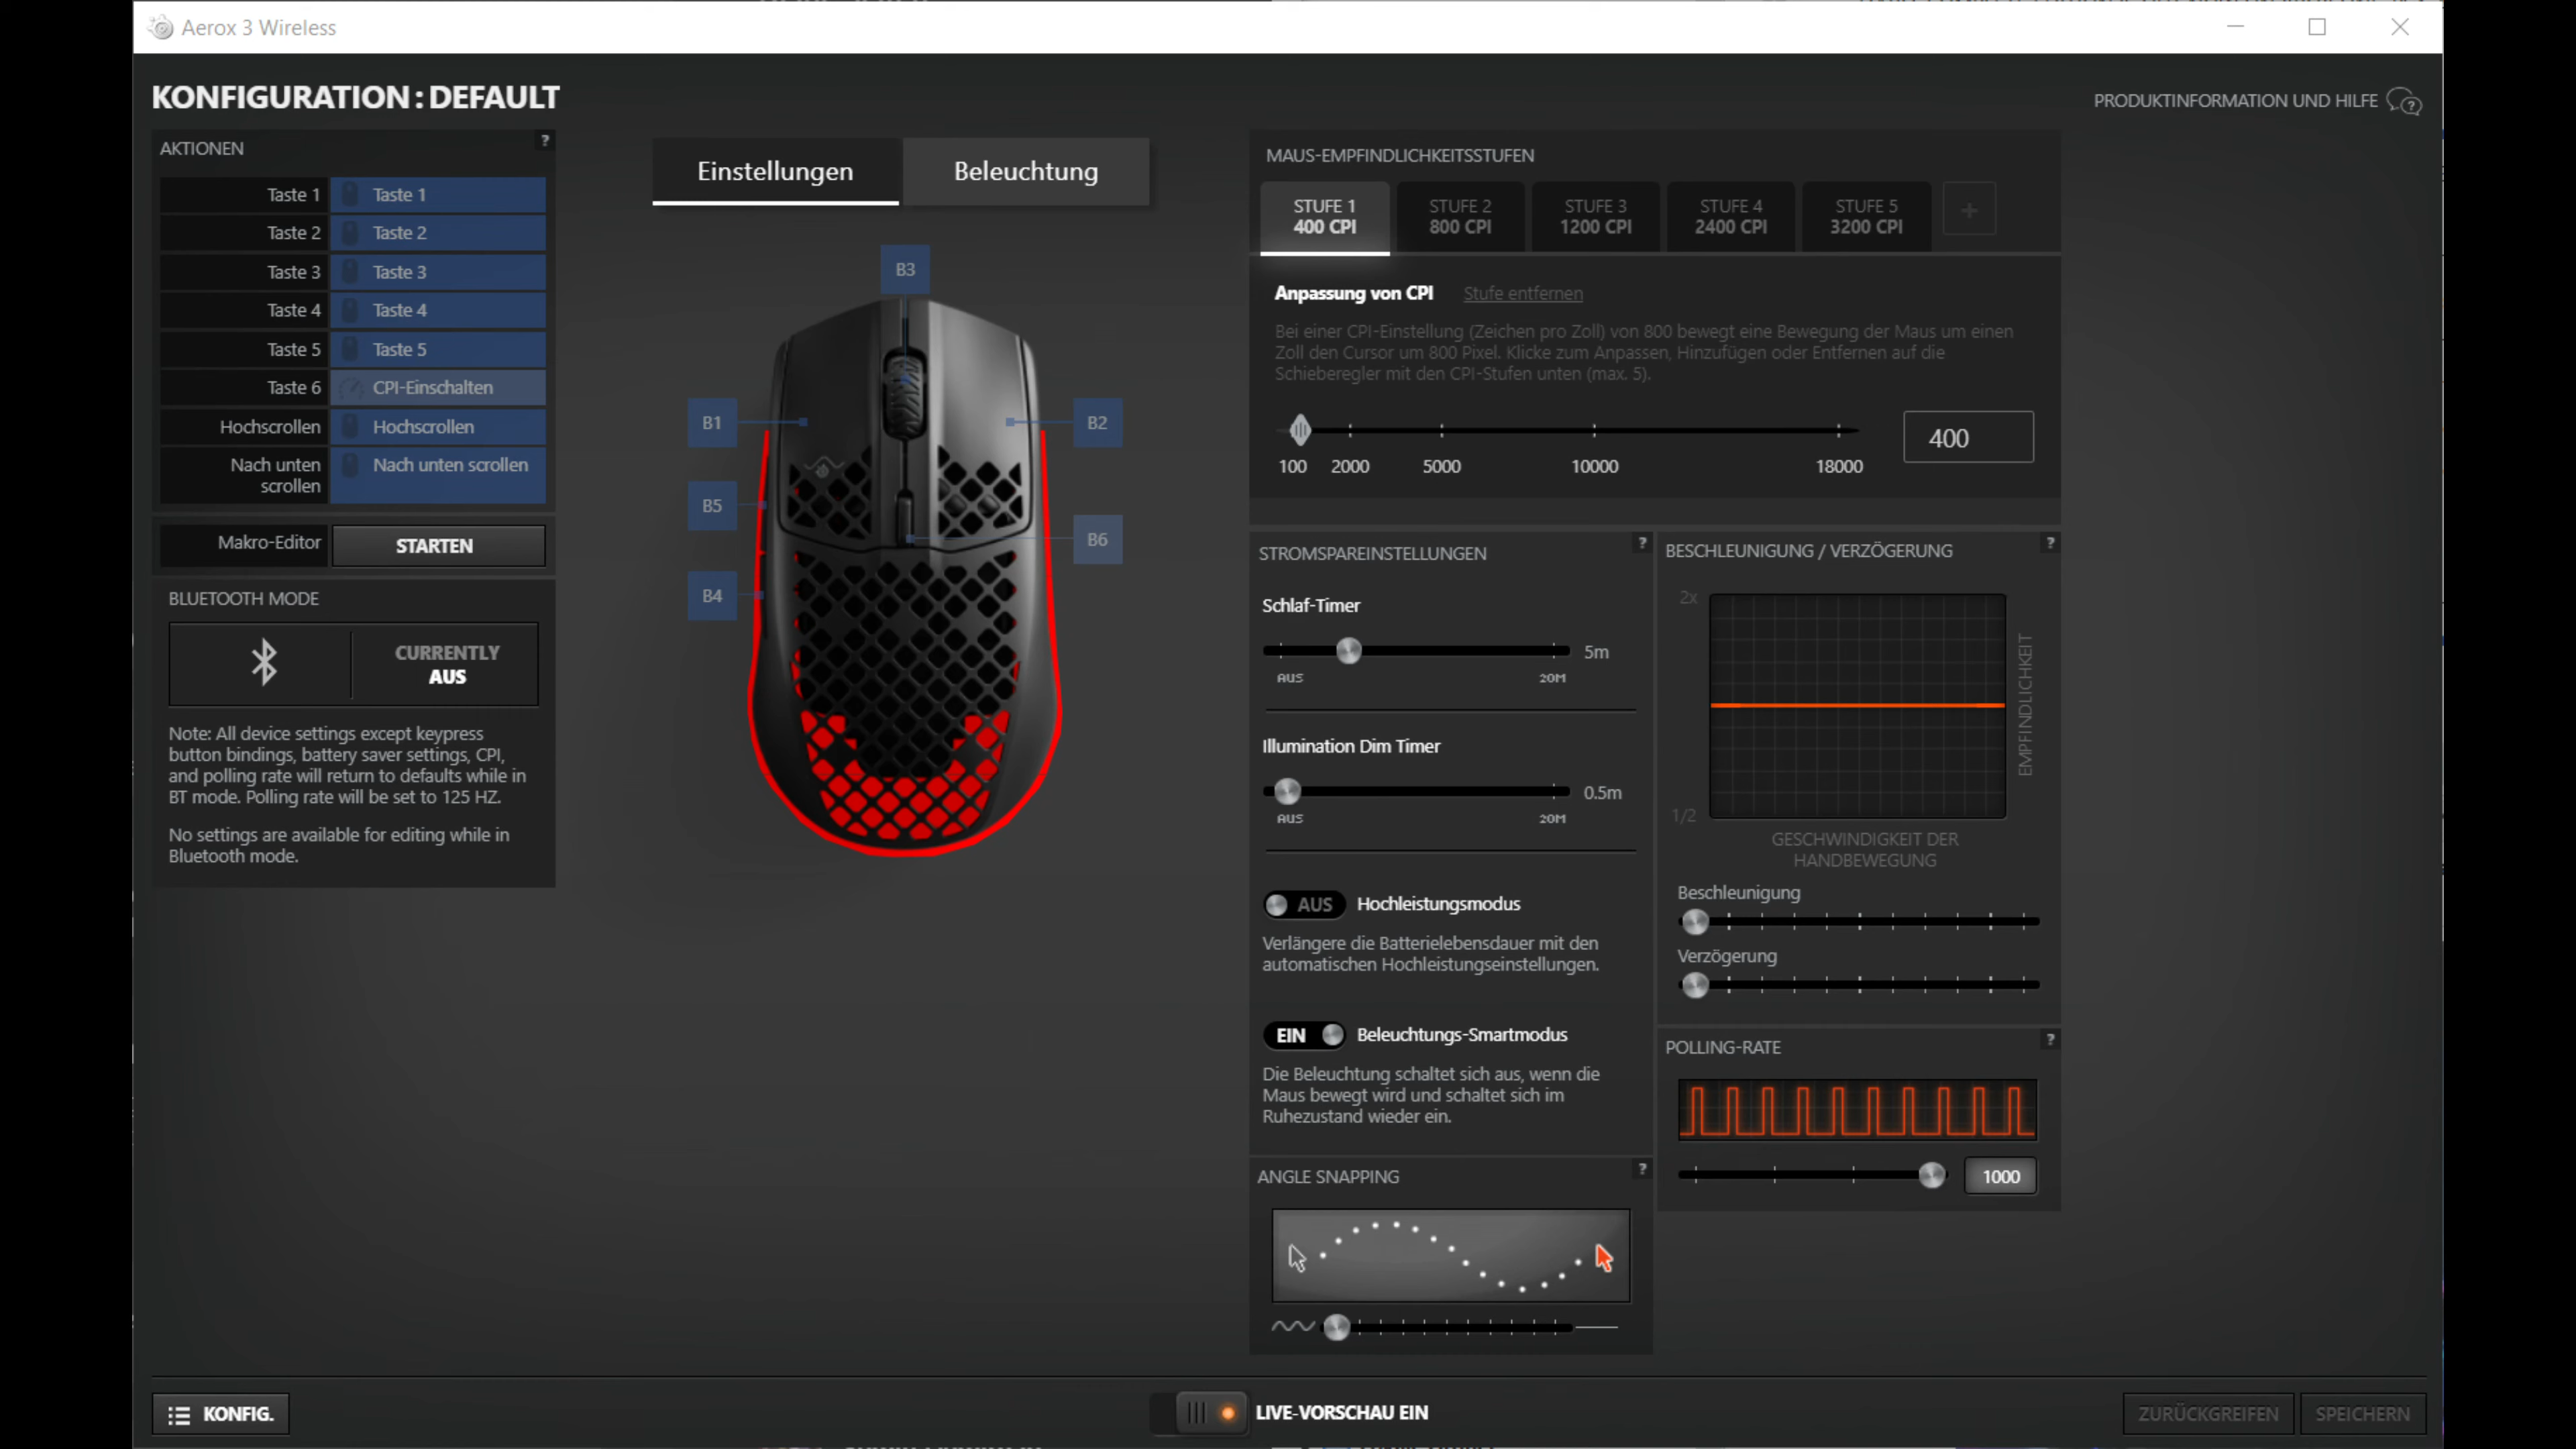 Aerox 3 Wireless
KONFIGURATION : DEFAULT
PRODUKTINFORMATION UND HILFE ?
AKTIONEN
?
Taste 1 Taste 1
Taste 2 Taste 2
Taste 3 Taste 3
Taste 4 Taste 4
Taste 5 Taste 5
Taste 6 CPI-Einschalten
Hochscrollen Hochscrollen
Nach unten Nach unten scrollen
scrollen
Makro-Editor STARTEN
BLUETOOTH MODE
CURRENTLY
AUS
Note: All device settings except keypress
button bindings, battery saver settings, CPI,
and polling rate will return to defaults while in
BT mode. Polling rate will be set to 125 HZ.
No settings are available for editing while in
Bluetooth mode.
Einstellungen Beleuchtung
B3
B1 B2
B5
B6
B4
MAUS-EMPFINDLICHKEITSSTUFEN
STUFE 1 STUFE 2 STUFE 3 STUFE 4 STUFE 5 +
400 CPI 800 CPI 1200 CPI 2400 CPI 3200 CPI
Anpassung von CPI Stufe entfernen
Bei einer CPI-Einstellung (Zeichen pro Zoll) von 800 bewegt eine Bewegung der Maus um einen
Zoll den Cursor um 800 Pixel. Klicke zum Anpassen, Hinzufügen oder Entfernen auf die
Schieberegler mit den CPI-Stufen unten (max. 5).
400
100 2000 5000 10000 18000
STROMSPAREINSTELLUNGEN ?
Schlaf-Timer
5m
AUS 20M
Illumination Dim Timer
0.5m
AUS 20M
AUS Hochleistungsmodus
Verlängere die Batterielebensdauer mit den
automatischen Hochleistungseinstellungen.
EIN Beleuchtungs-Smartmodus
Die Beleuchtung schaltet sich aus, wenn die
Maus bewegt wird und schaltet sich im
Ruhezustand wieder ein.
ANGLE SNAPPING ?
BESCHLEUNIGUNG / VERZÖGERUNG ?
2x
EMPFINDLICHKEIT
1/2
GESCHWINDIGKEIT DER
HANDBEWEGUNG
Beschleunigung
Verzögerung
POLLING-RATE ?
1000
KONFIG.
LIVE-VORSCHAU EIN
ZURÜCKGREIFEN SPEICHERN